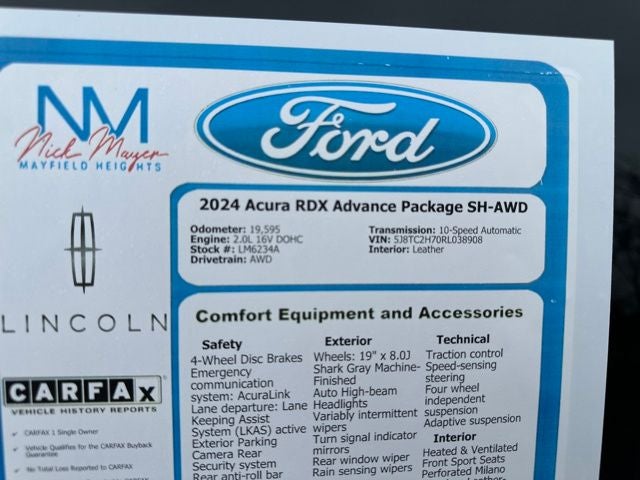 NM
Nick Mayer
MAYFIELD HEIGHTS
Ford
2024 Acura RDX Advance Package SH-AWD
Odometer: 19,595
Engine: 2.0L 16V DOHC
Stock #: LM6234A
Drivetrain: AWD
Transmission: 10-Speed Automatic
VIN: 5J8TC2H70RL038908
Interior: Leather
LINCOLN
CARFAX
VEHICLE HISTORY REPORTS
✓ CARFAX 1 Single Owner
✓ Vehicle Qualifies for the CARFAX Buyback
Guarantee
✓ No Total Loss Reported to CARFAX
Comfort Equipment and Accessories
Safety
4-Wheel Disc Brakes
Emergency
communication
system: AcuraLink
Lane departure: Lane
Keeping Assist
System (LKAS) active
Exterior Parking
Camera Rear
Security system
Rear anti-roll bar
Exterior
Wheels: 19" x 8.0J
Shark Gray Machine-
Finished
Auto High-beam
Headlights
Variably intermittent
wipers
Turn signal indicator
mirrors
Rear window wiper
Rain sensing wipers
Technical
Traction control
Speed-sensing
steering
Four wheel
independent
suspension
Adaptive suspension
Interior
Heated & Ventilated
Front Sport Seats
Perforated Milano